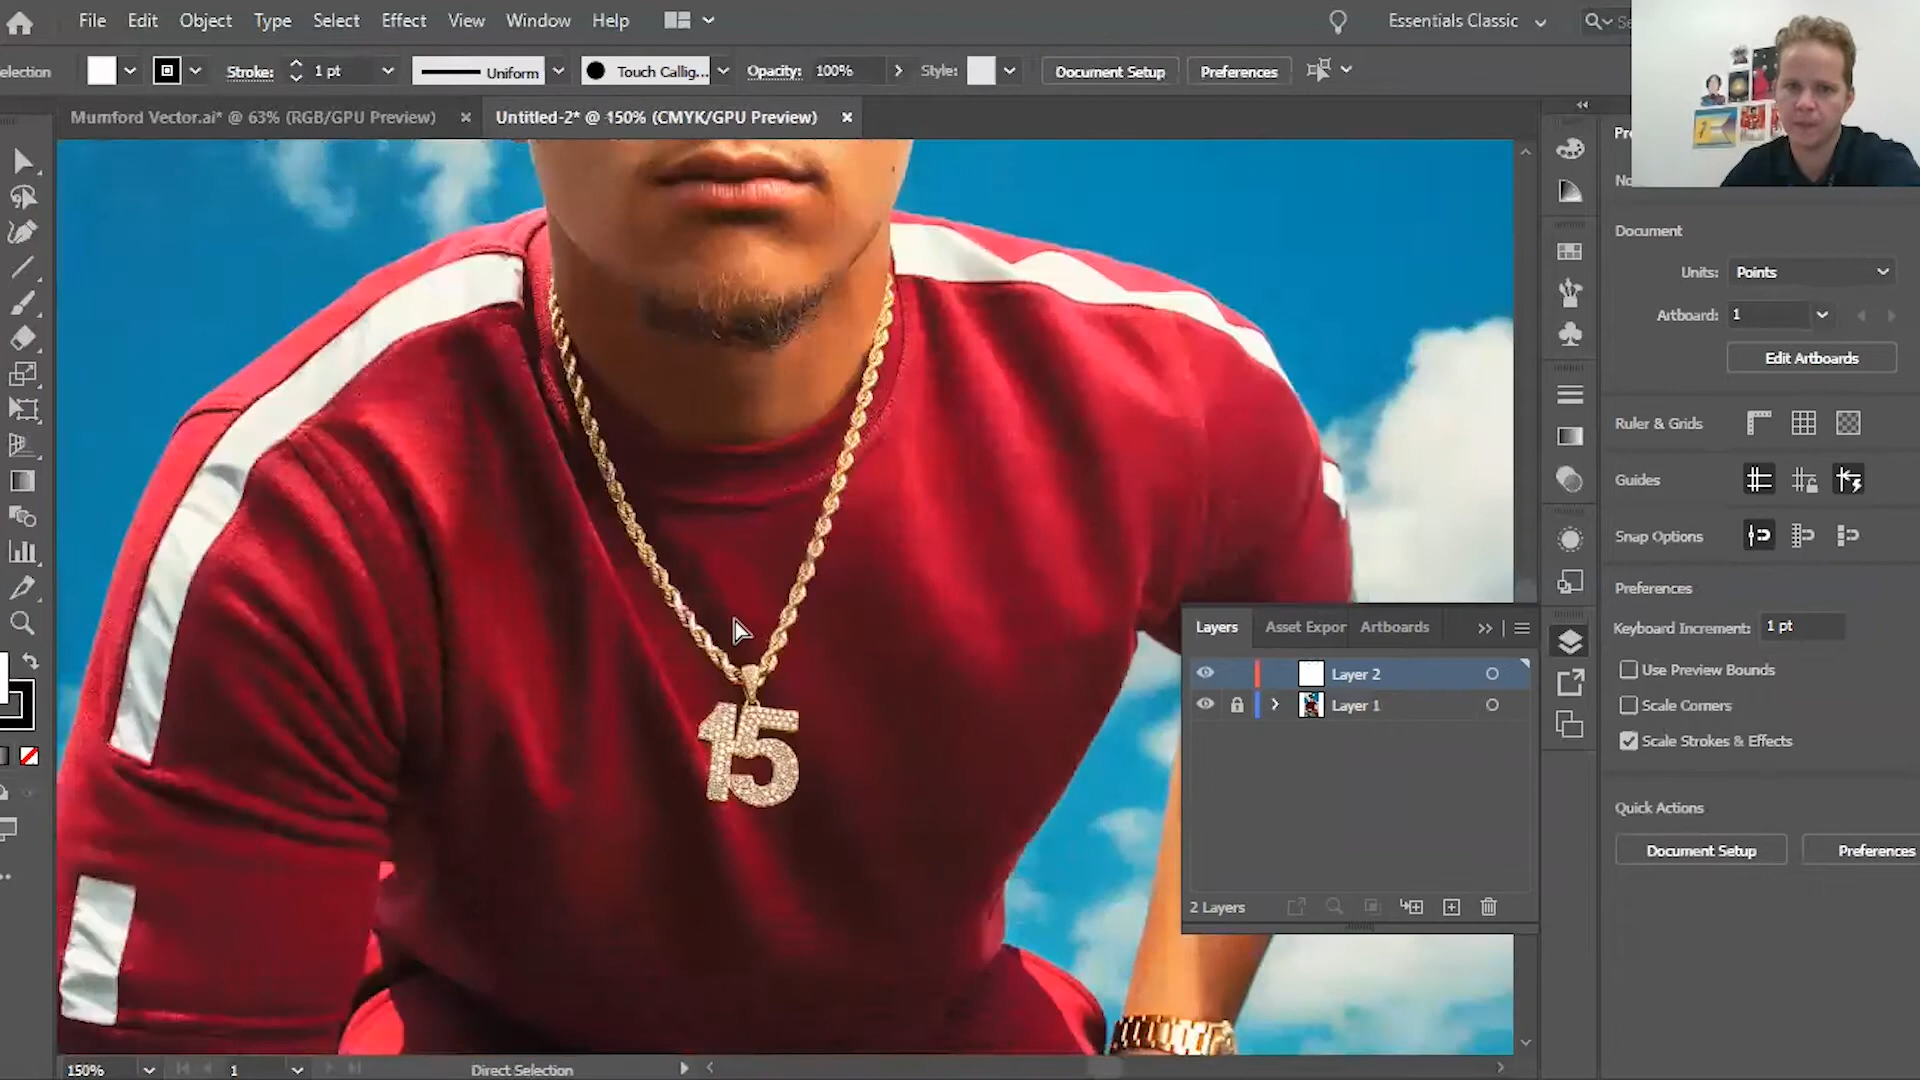 File Edit Object Type Select Effect View Window Help
Essentials Classic
election
Stroke: 1 pt Uniform Touch Callig... Opacity: 100% Style: Document Setup Preferences
Mumford Vector.ai* @ 63% (RGB/GPU Preview) × Untitled-2* @ 150% (CMYK/GPU Preview) ×
Document
Units: Points
Artboard: 1
Edit Artboards
Ruler & Grids
Guides
Snap Options
Preferences
Keyboard Increment: 1 pt
Use Preview Bounds
Scale Corners
Scale Strokes & Effects
Quick Actions
Document Setup Preferences
15
Layers Asset Expor Artboards
Layer 2
Layer 1
2 Layers
150% 1 Direct Selection